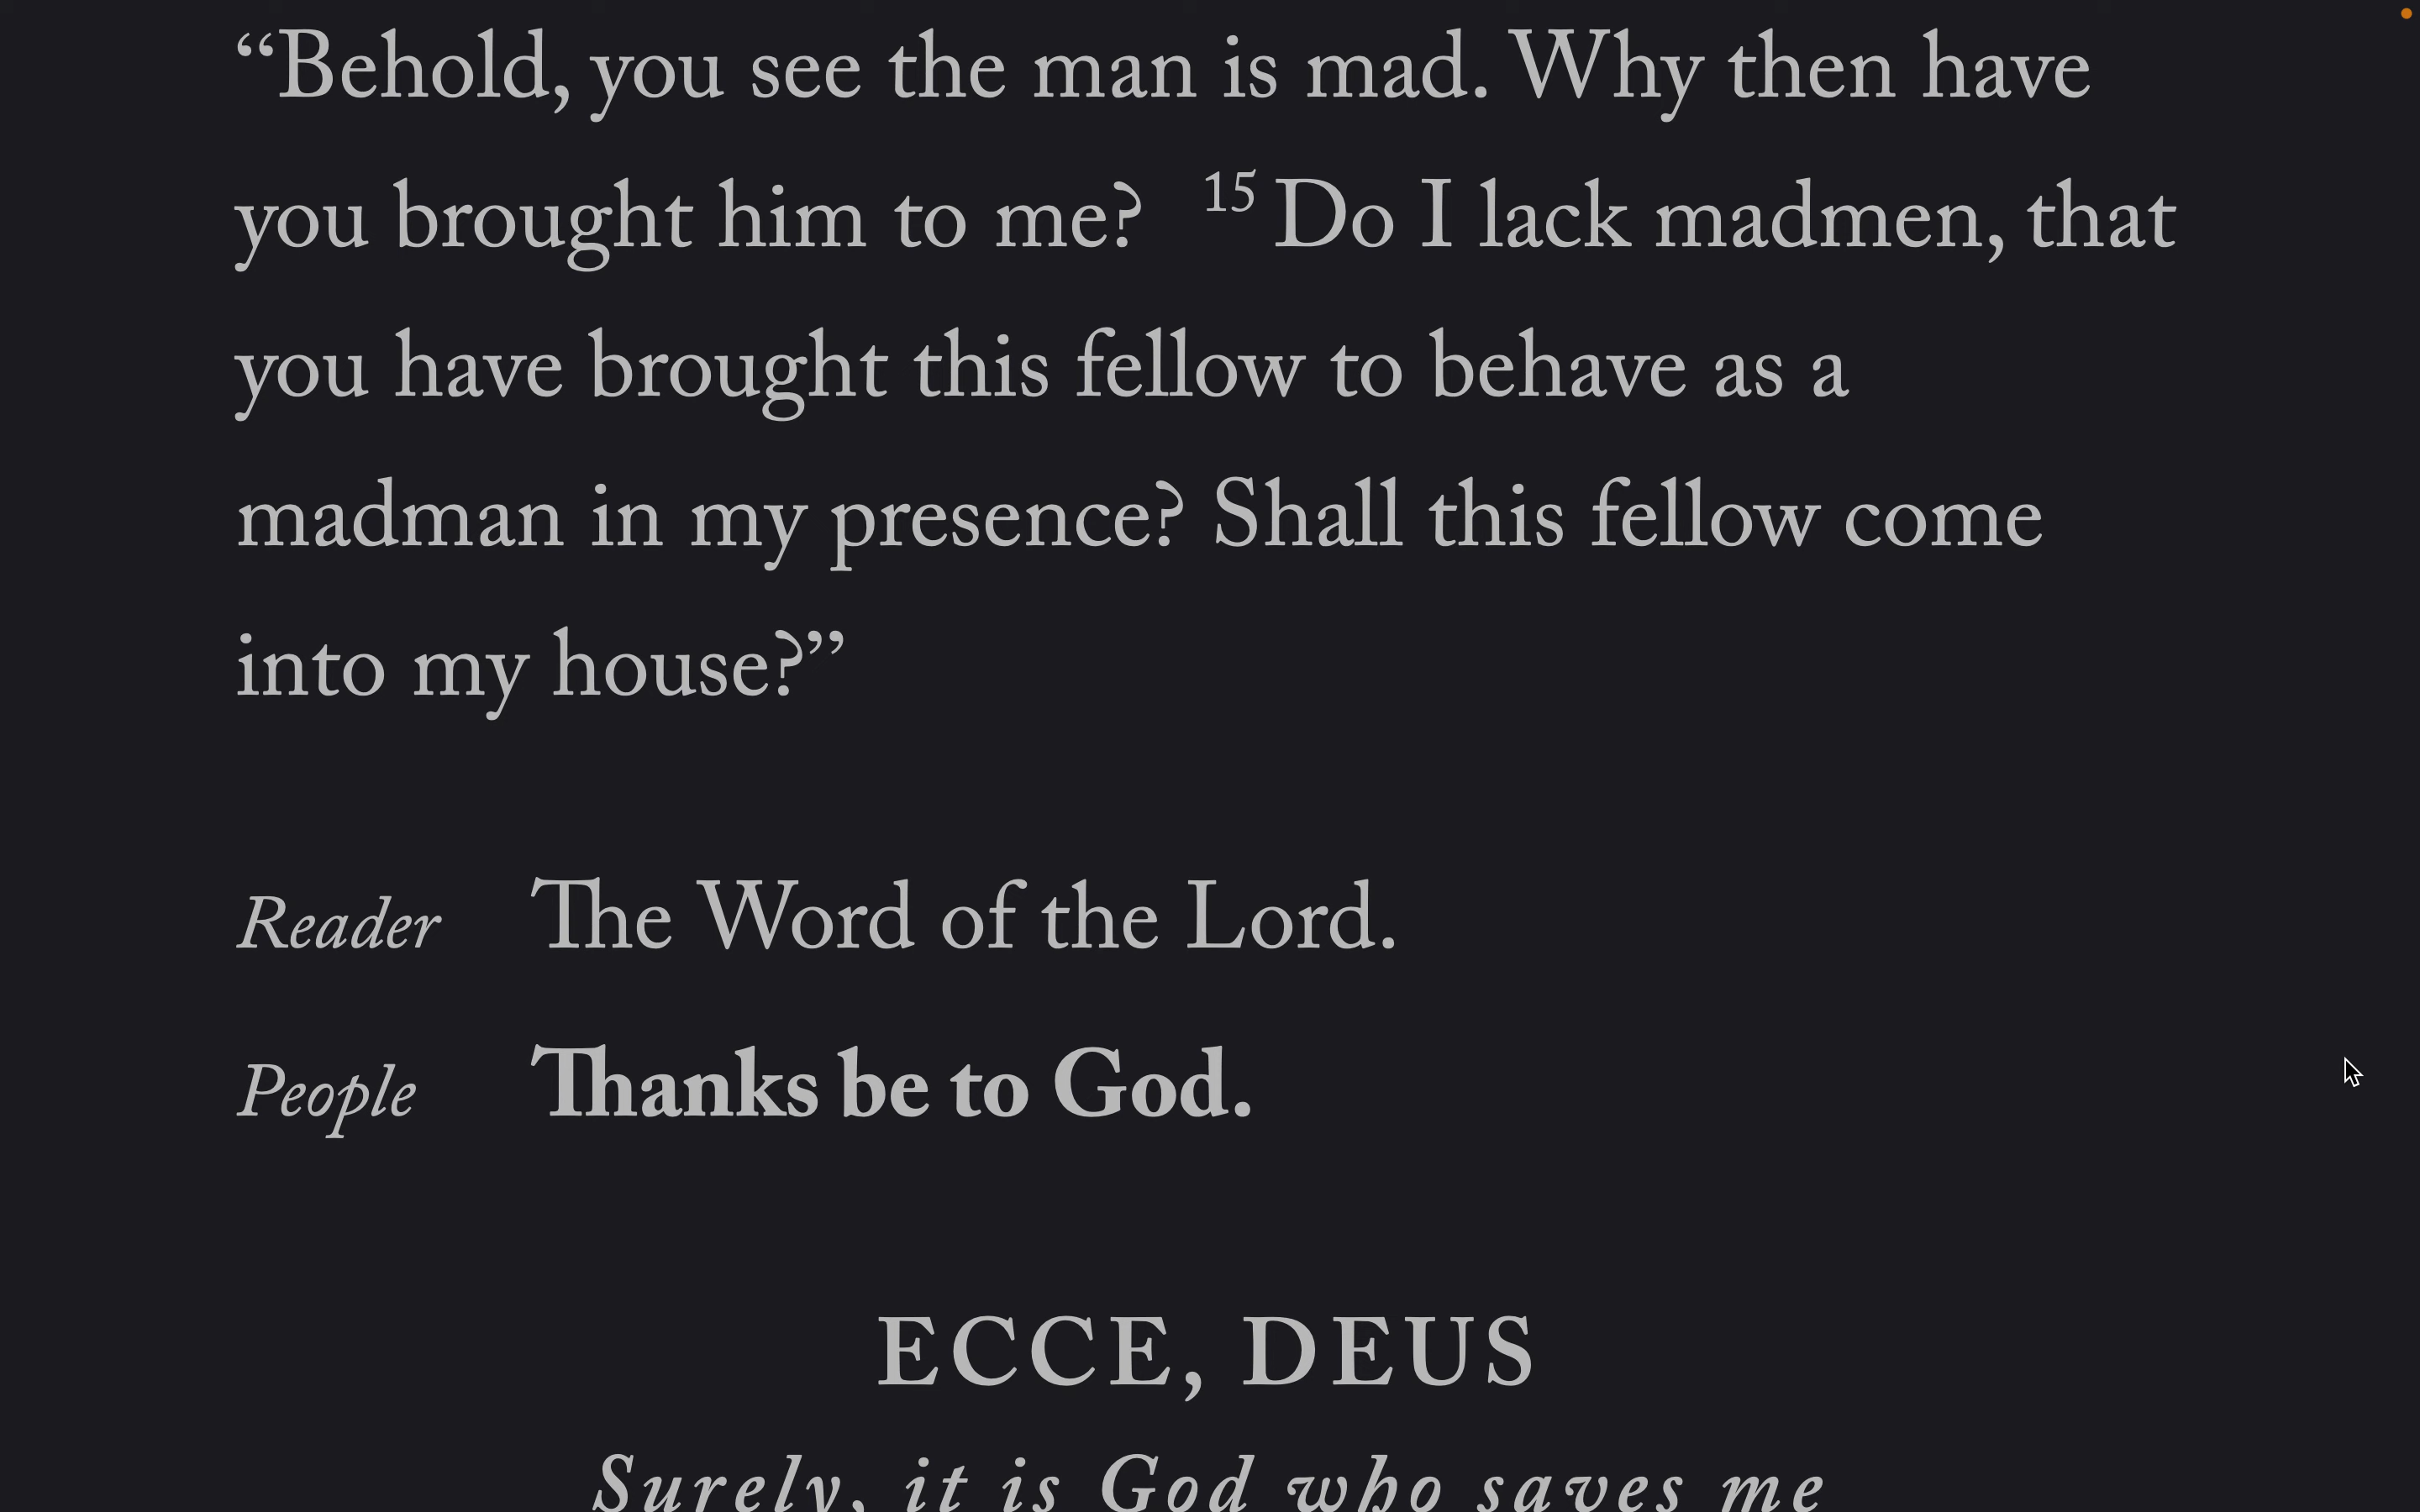 “Behold, you see the man is mad. Why then have
you brought him to me? 15 Do I lack madmen, that
you have brought this fellow to behave as a
madman in my presence? Shall this fellow come
into my house?”
Reader The Word of the Lord.
People Thanks be to God.
ECCE, DEUS
Surely, it is God who saves me